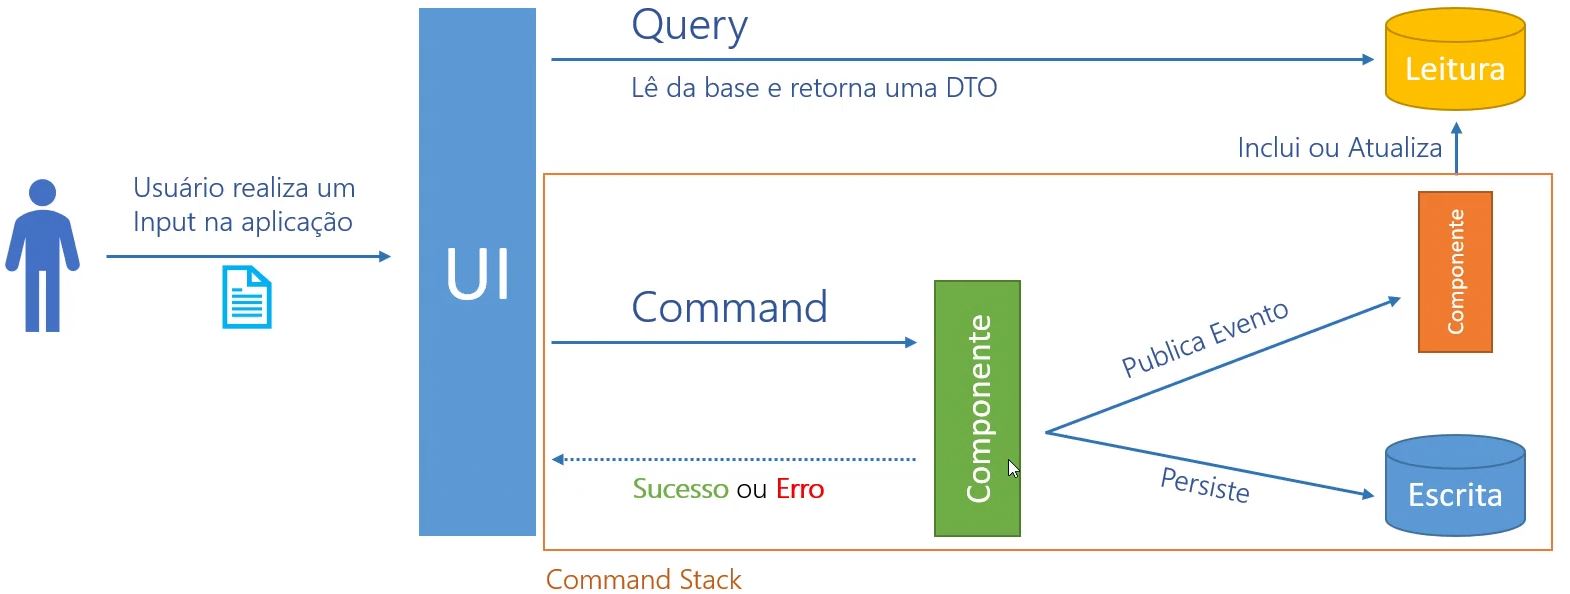 Query
Lê da base e retorna uma DTO
Leitura
Inclui ou Atualiza
Usuário realiza um
Input na aplicação
UI
Command
Componente
Publica Evento
Componente
Sucesso ou Erro
Persiste
Escrita
Command Stack